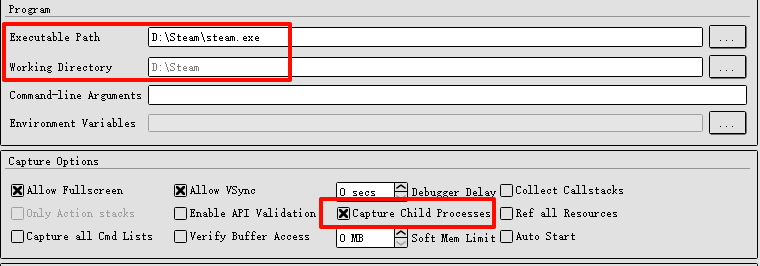 Program
Executable Path D:\Steam\steam.exe ...
Working Directory D:\Steam ...
Command-line Arguments
Environment Variables ...
Capture Options
Allow Fullscreen Allow VSync 0 secs Debugger Delay Collect Callstacks
Only Action stacks Enable API Validation Capture Child Processes Ref all Resources
Capture all Cmd Lists Verify Buffer Access 0 MB Soft Mem Limit Auto Start